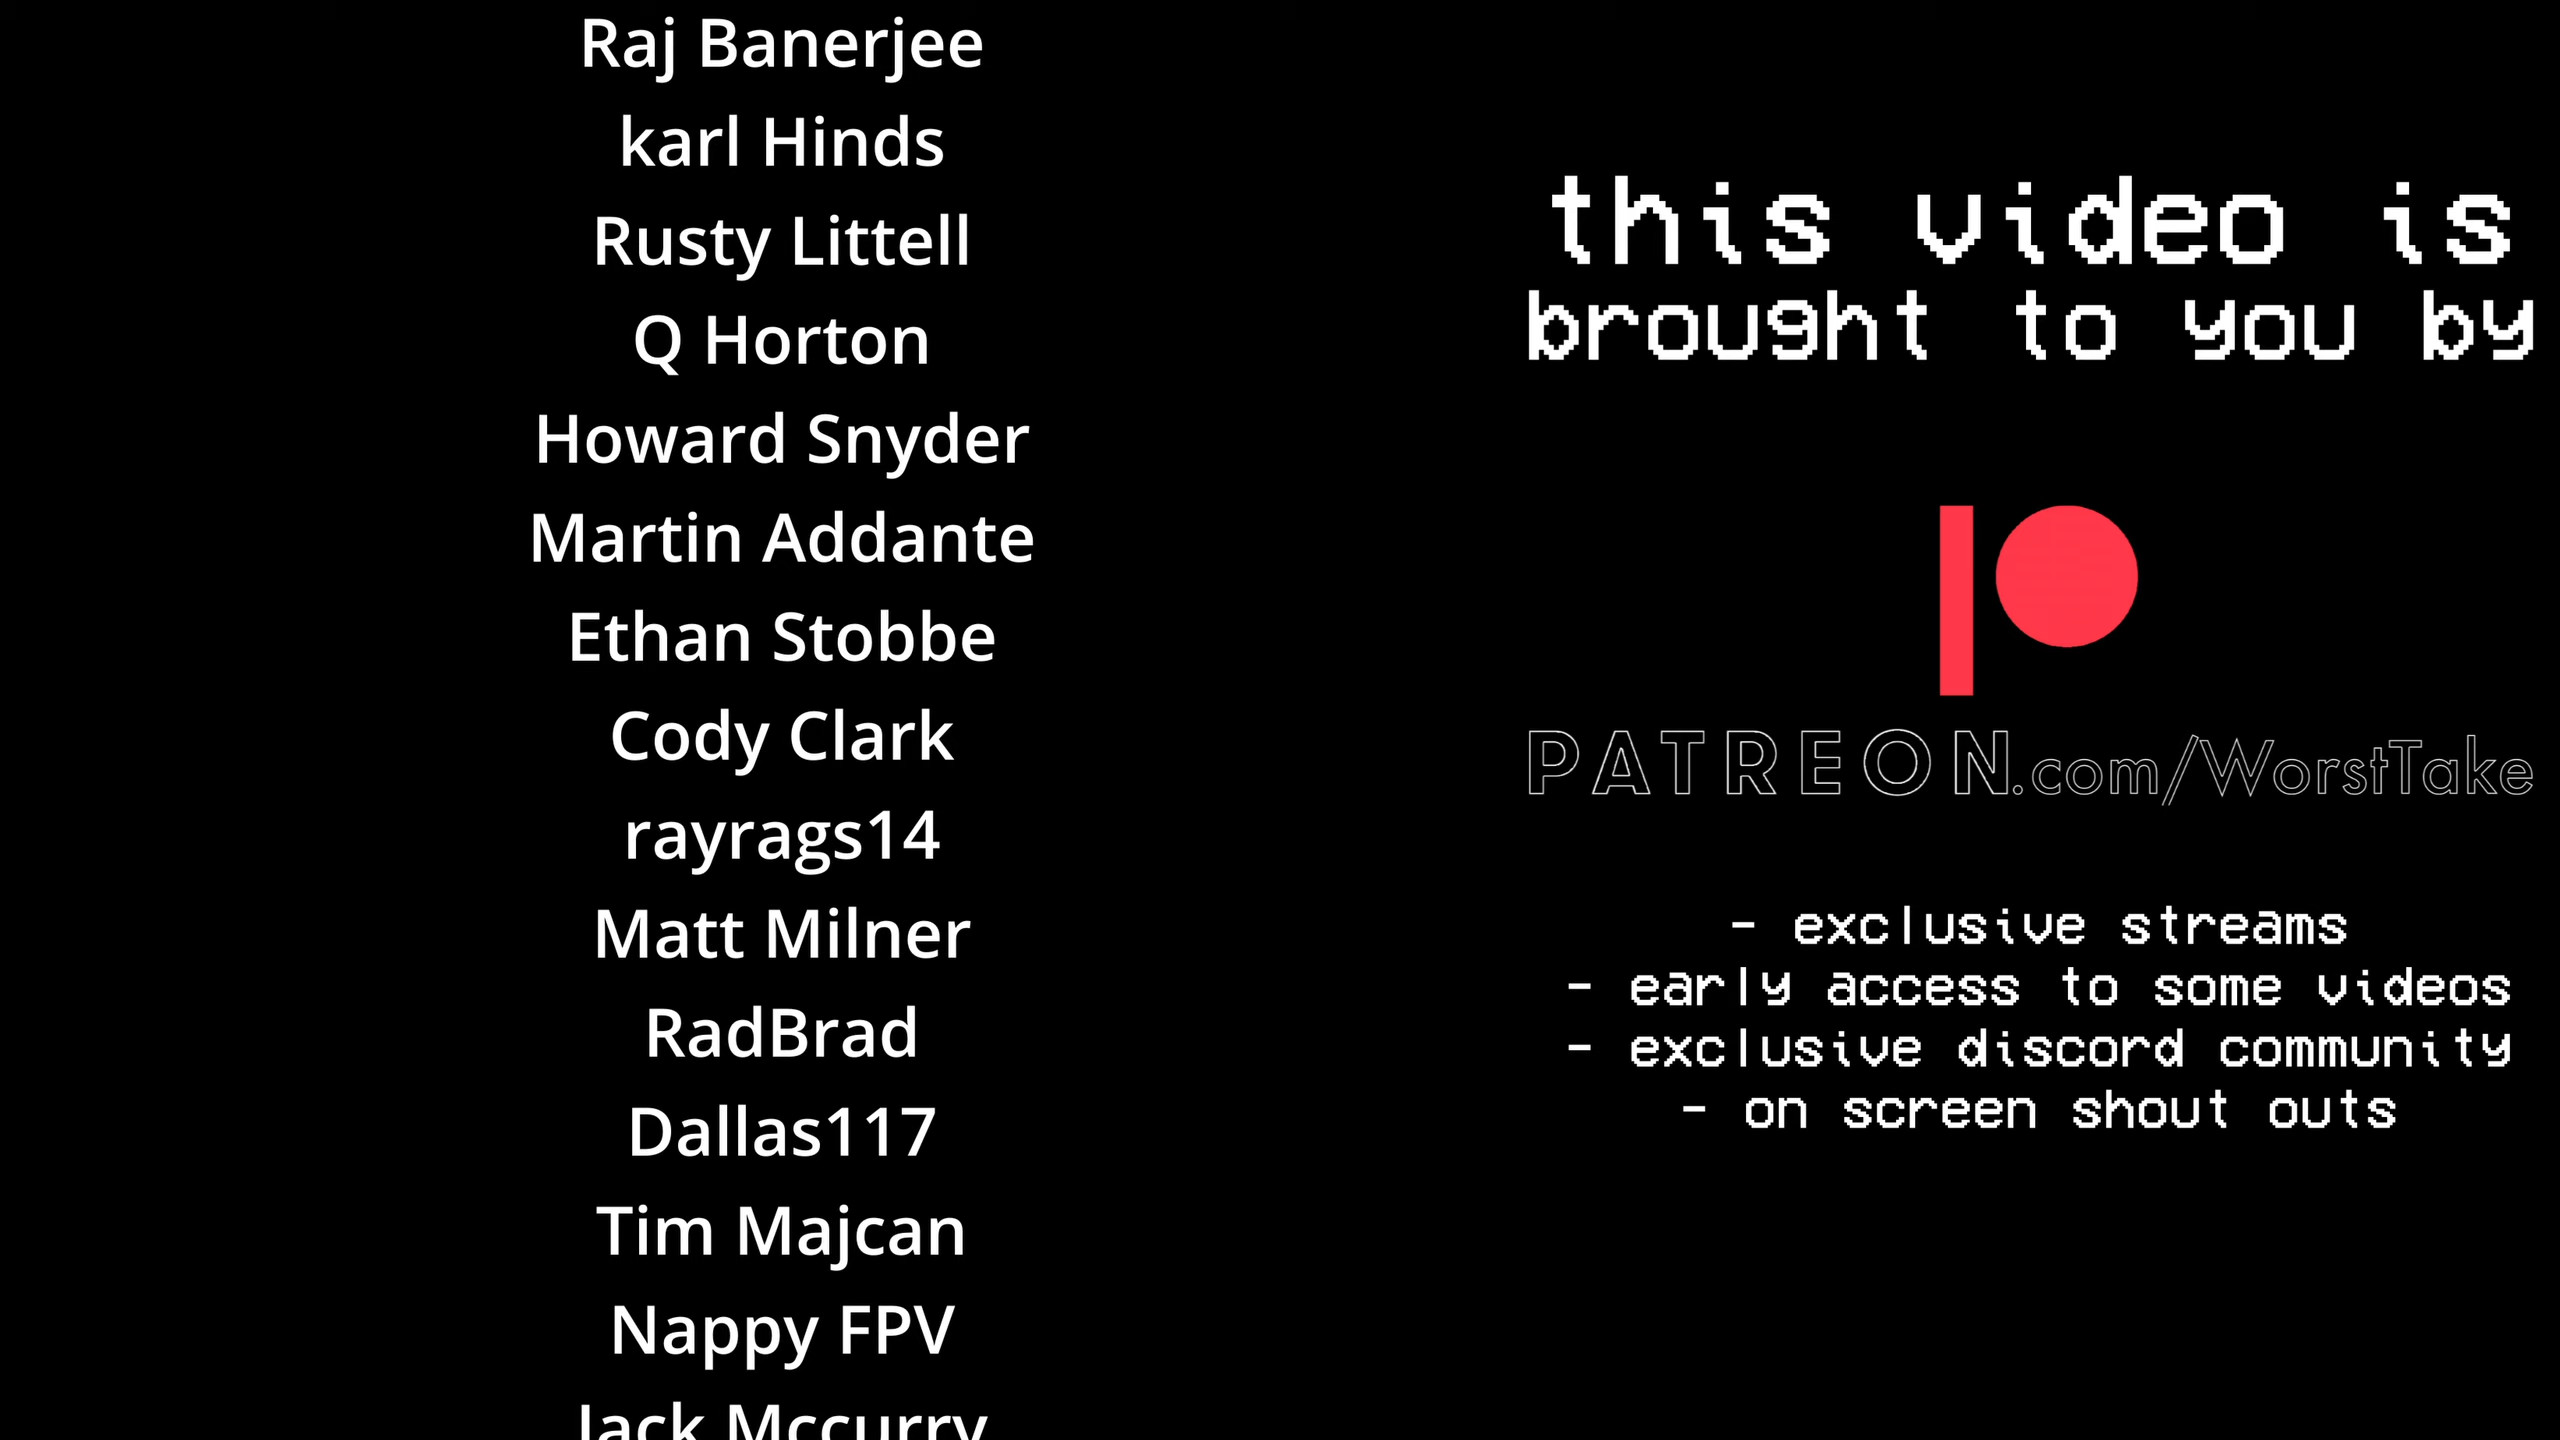 Raj Banerjee
karl Hinds
Rusty Littell
Q Horton
Howard Snyder
Martin Addante
Ethan Stobbe
Cody Clark
rayrags14
Matt Milner
RadBrad
Dallas117
Tim Majcan
Nappy FPV
Jack Mccurry
this video is
brought to you by
PATREON.com/WorstTake
- exclusive streams
- early access to some videos
- exclusive discord community
- on screen shout outs